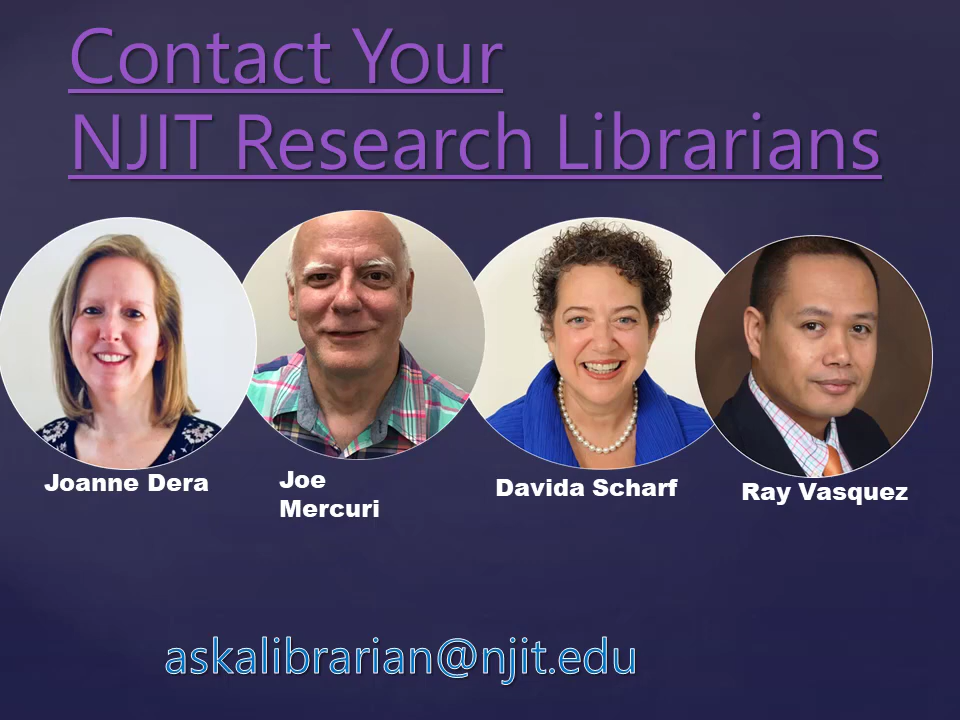 Contact Your
NJIT Research Librarians
Joanne Dera
Joe
Mercuri
Davida Scharf
Ray Vasquez
askalibrarian@njit.edu